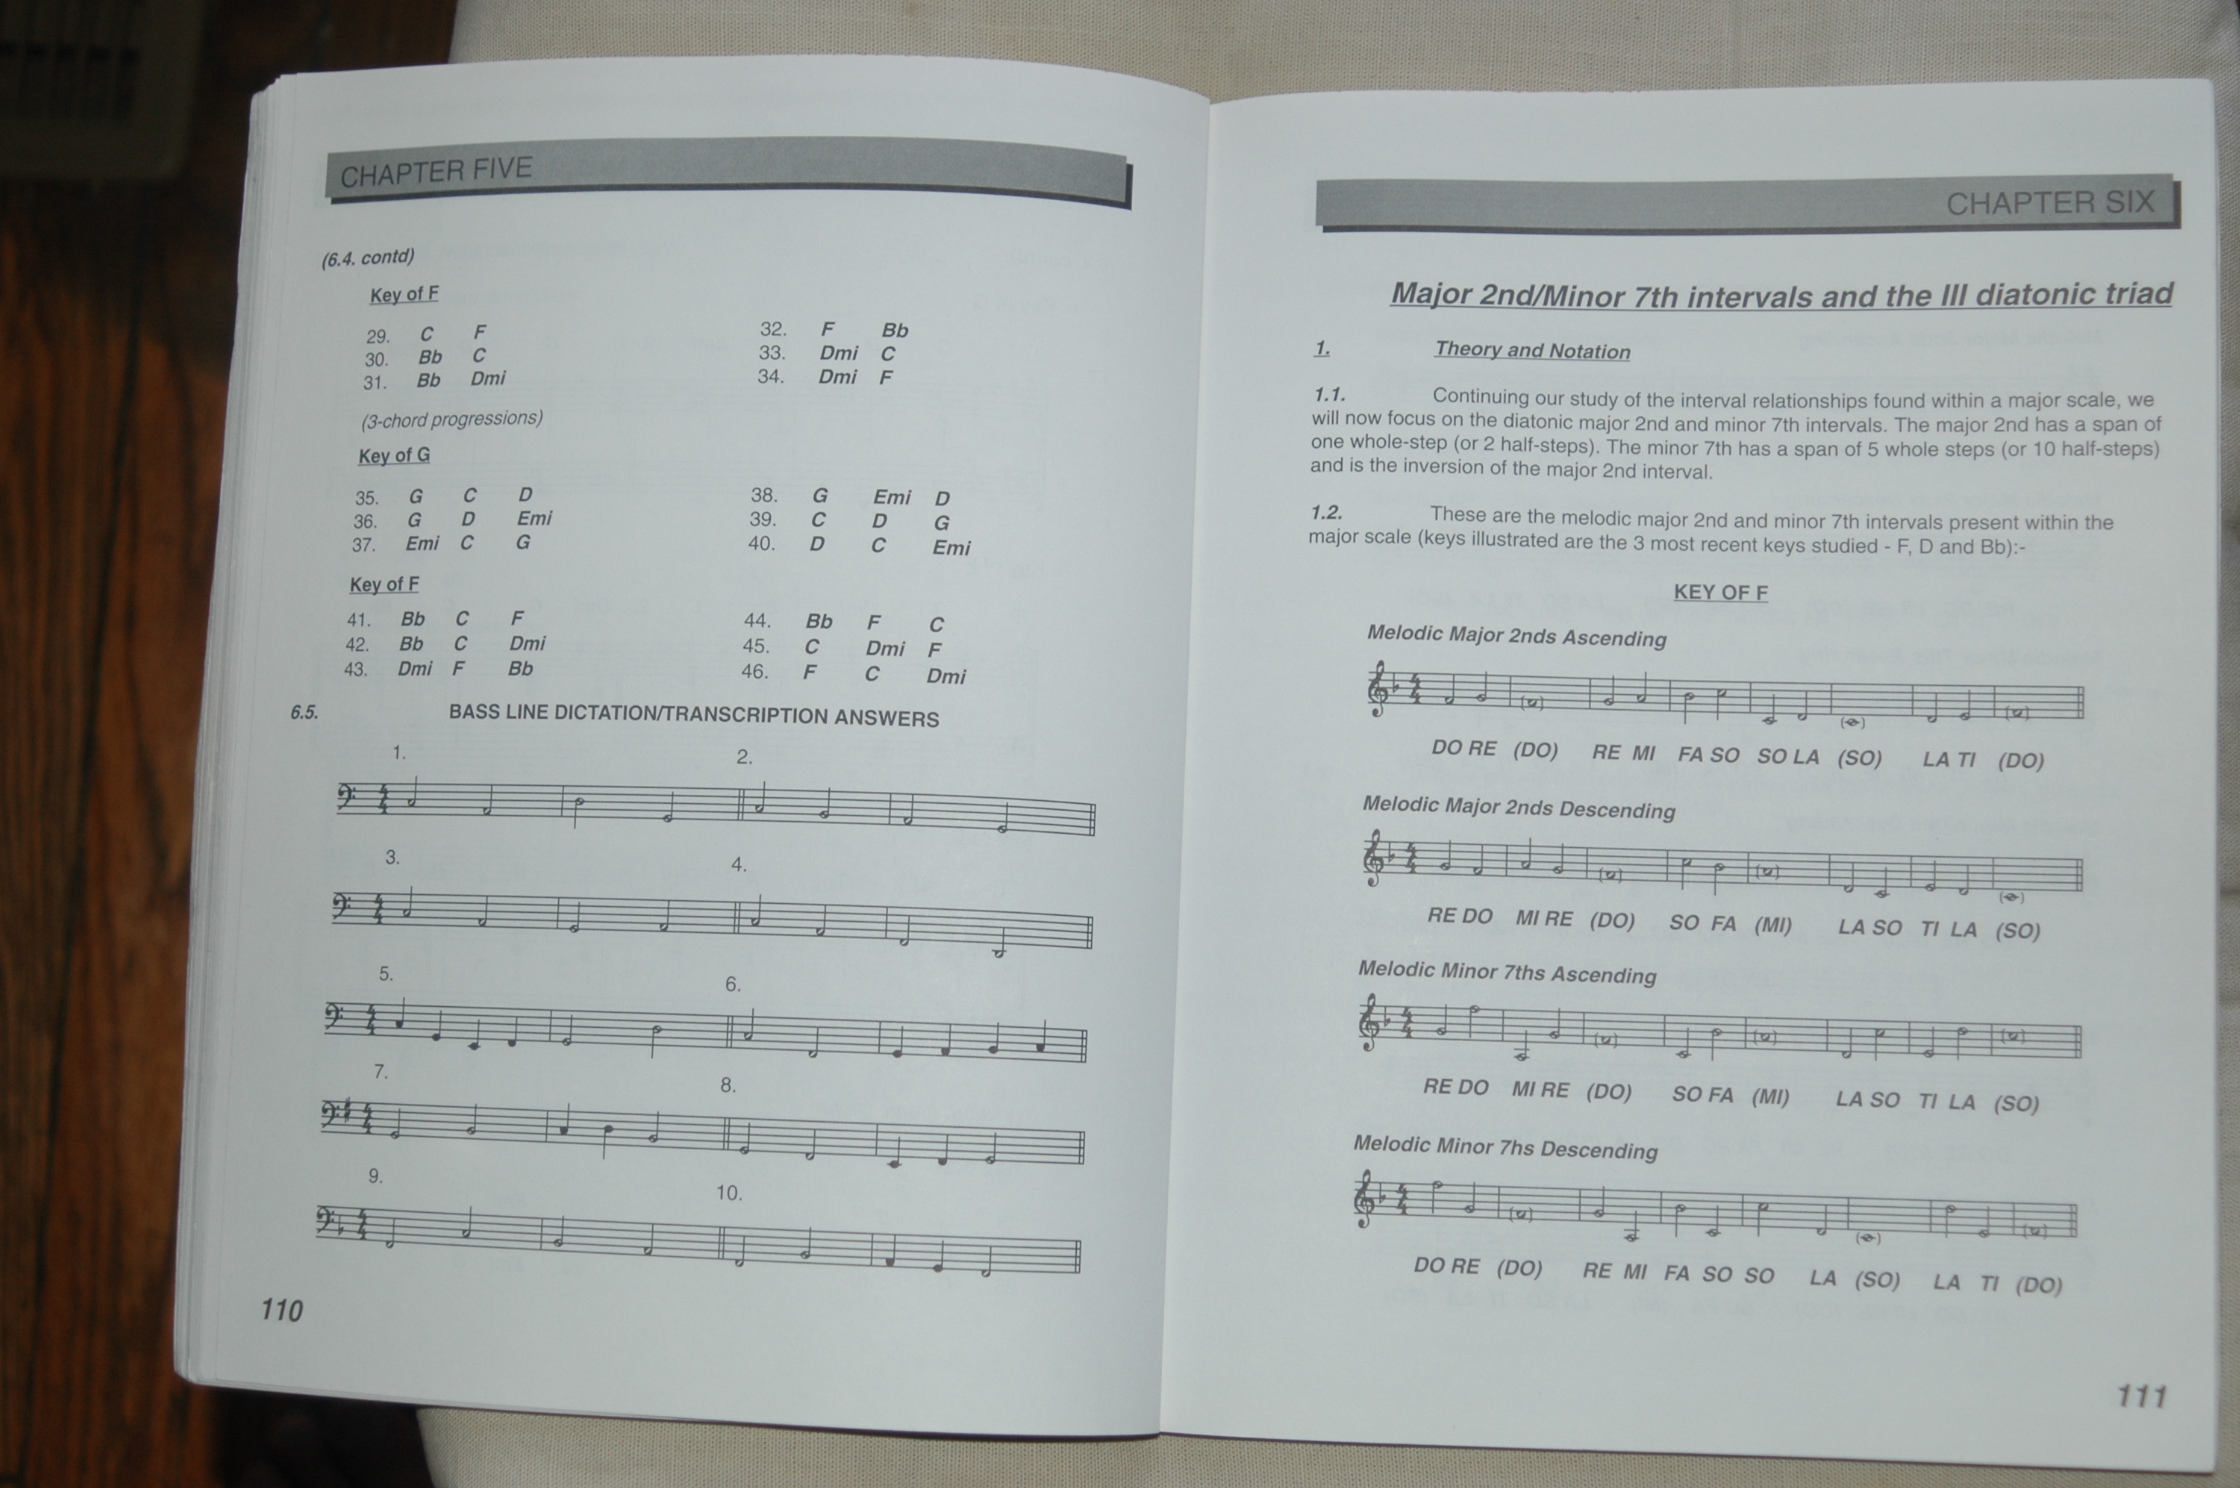 CHAPTER FIVE
(6.4. contd)
Key of F
29. C F 32. F Bb
30. Bb C 33. Dmi C
31. Bb Dmi 34. Dmi F
(3-chord progressions)
Key of G
35. G C D 38. G Emi D
36. G D Emi 39. C D G
37. Emi C G 40. D C Emi
Key of F
41. Bb C F 44. Bb F C
42. Bb C Dmi 45. C Dmi F
43. Dmi F Bb 46. F C Dmi
6.5. BASS LINE DICTATION/TRANSCRIPTION ANSWERS
1. 2.
3. 4.
5. 6.
7. 8.
9. 10.
110
CHAPTER SIX
Major 2nd/Minor 7th intervals and the III diatonic triad
1. Theory and Notation
1.1. Continuing our study of the interval relationships found within a major scale, we
will now focus on the diatonic major 2nd and minor 7th intervals. The major 2nd has a span of
one whole-step (or 2 half-steps). The minor 7th has a span of 5 whole steps (or 10 half-steps)
and is the inversion of the major 2nd interval.
1.2. These are the melodic major 2nd and minor 7th intervals present within the
major scale (keys illustrated are the 3 most recent keys studied - F, D and Bb):-
KEY OF F
Melodic Major 2nds Ascending
DO RE (DO) RE MI FA SO SO LA (SO) LA TI (DO)
Melodic Major 2nds Descending
RE DO MI RE (DO) SO FA (MI) LA SO TI LA (SO)
Melodic Minor 7ths Ascending
RE DO MI RE (DO) SO FA (MI) LA SO TI LA (SO)
Melodic Minor 7hs Descending
DO RE (DO) RE MI FA SO SO LA (SO) LA TI (DO)
111